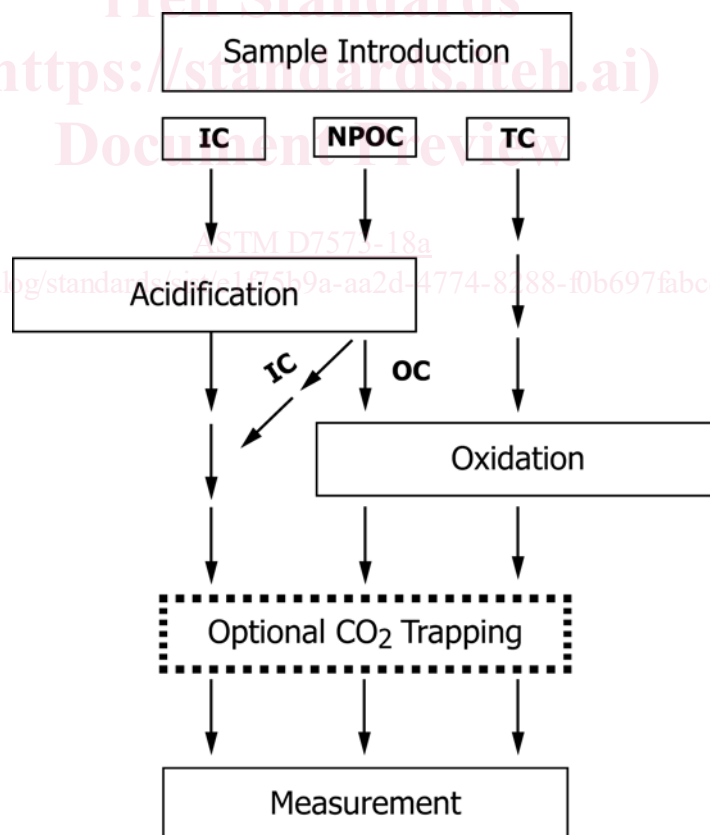 iTeh Standards
https://standards.iteh.ai)
Document Preview
Sample Introduction
IC NPOC TC
ASTM D7573-18a
Acidification
IC OC
Oxidation
Optional CO₂ Trapping
Measurement